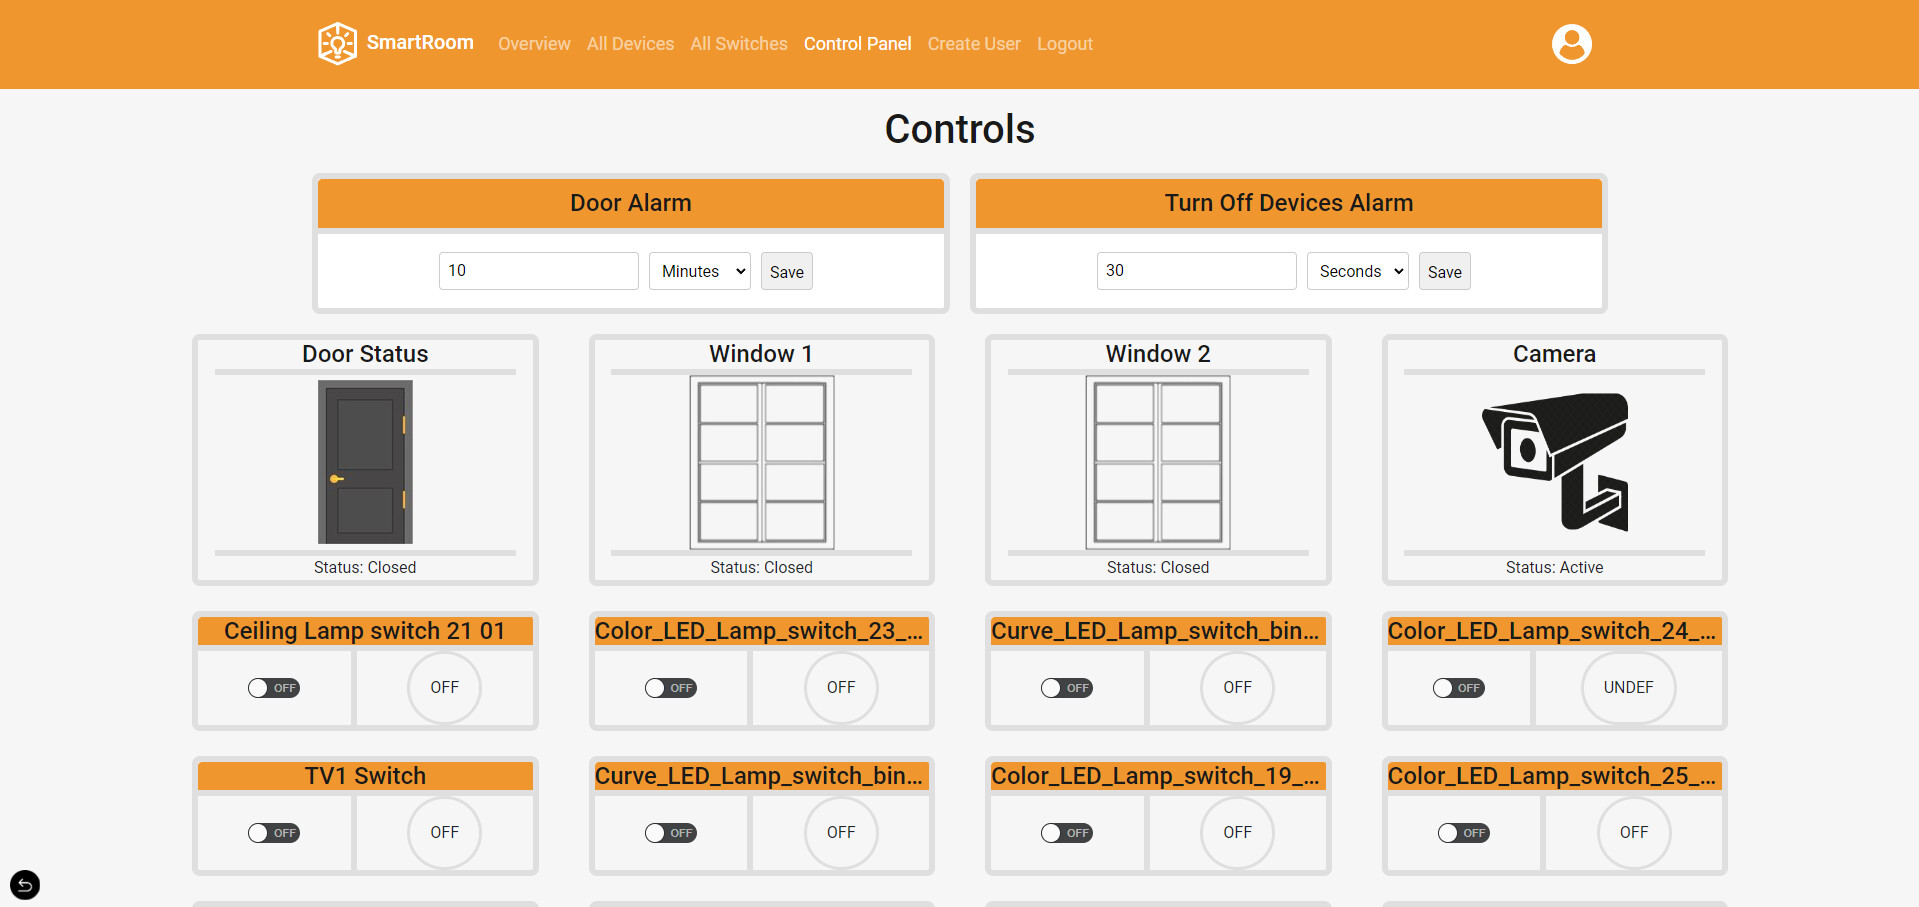 SmartRoom Overview All Devices All Switches Control Panel Create User Logout
Controls
Door Alarm
Turn Off Devices Alarm
10 Minutes Save
30 Seconds Save
Door Status
Window 1
Window 2
Camera
Status: Closed
Status: Closed
Status: Closed
Status: Active
Ceiling Lamp switch 21 01
Color_LED_Lamp_switch_23_...
Curve_LED_Lamp_switch_bin...
Color_LED_Lamp_switch_24_...
OFF OFF
OFF OFF
OFF OFF
OFF UNDEF
TV1 Switch
Curve_LED_Lamp_switch_bin...
Color_LED_Lamp_switch_19_...
Color_LED_Lamp_switch_25_...
OFF OFF
OFF OFF
OFF OFF
OFF OFF